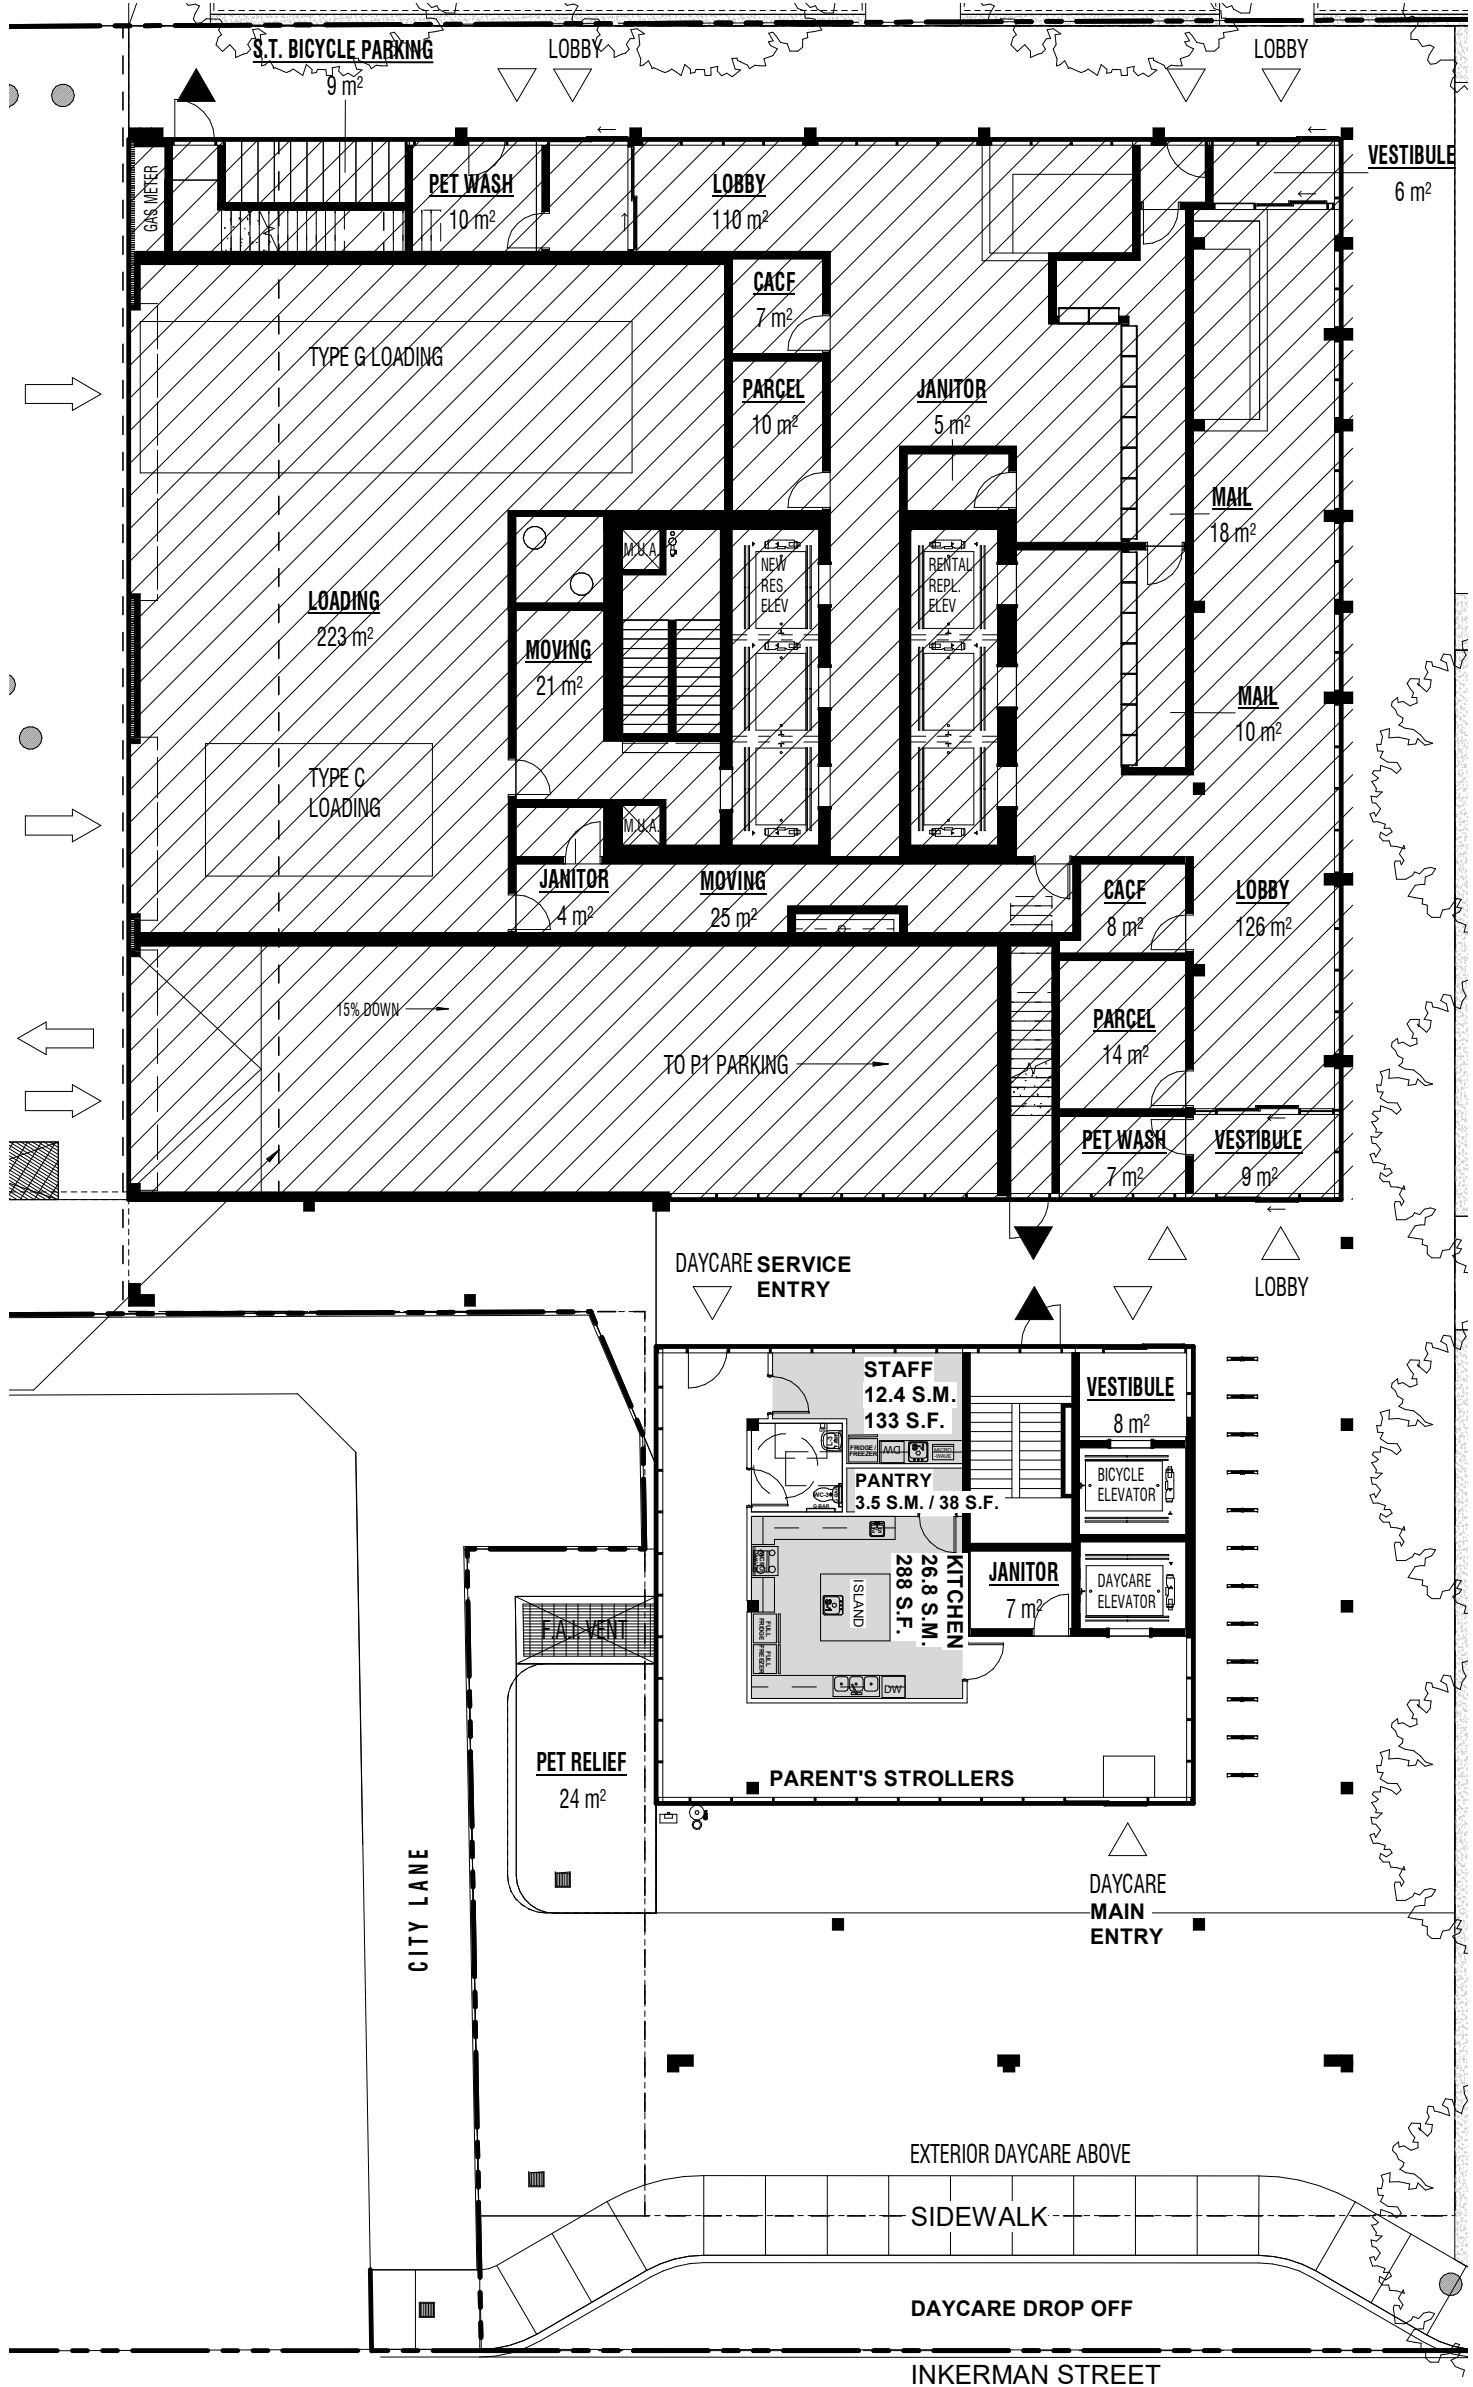 S.T. BICYCLE PARKING
9 m²
LOBBY
LOBBY
GAS METER
PET WASH
10 m²
LOBBY
110 m²
VESTIBULE
6 m²
CACF
7 m²
TYPE G LOADING
PARCEL
10 m²
JANITOR
5 m²
MAIL
18 m²
M.U.A.
NEW
RES.
ELEV
RENTAL
REPL.
ELEV
LOADING
223 m²
MOVING
21 m²
MAIL
10 m²
TYPE C
LOADING
M.U.A.
JANITOR
4 m²
MOVING
25 m²
CACF
8 m²
LOBBY
126 m²
15% DOWN
TO P1 PARKING
PARCEL
14 m²
PET WASH
7 m²
VESTIBULE
9 m²
DAYCARE SERVICE
ENTRY
LOBBY
STAFF
12.4 S.M.
133 S.F.
VESTIBULE
8 m²
FRIDGE /
FREEZER
DW
MICRO
-WAVE
PANTRY
3.5 S.M. / 38 S.F.
WC-3
G-BAR
BICYCLE
ELEVATOR
KITCHEN
26.8 S.M.
288 S.F.
ISLAND
FULL
FRIDGE
FULL
FREEZER
DW
JANITOR
7 m²
DAYCARE
ELEVATOR
F.A.I. VENT
PET RELIEF
24 m²
PARENT'S STROLLERS
DAYCARE
MAIN
ENTRY
CITY LANE
EXTERIOR DAYCARE ABOVE
SIDEWALK
DAYCARE DROP OFF
INKERMAN STREET